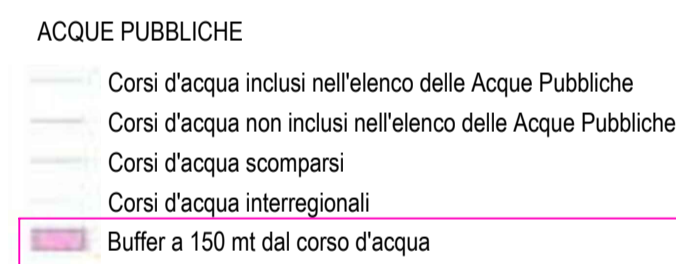 ACQUE PUBBLICHE
Corsi d'acqua inclusi nell'elenco delle Acque Pubbliche
Corsi d'acqua non inclusi nell'elenco delle Acque Pubbliche
Corsi d'acqua scomparsi
Corsi d'acqua interregionali
Buffer a 150 mt dal corso d'acqua